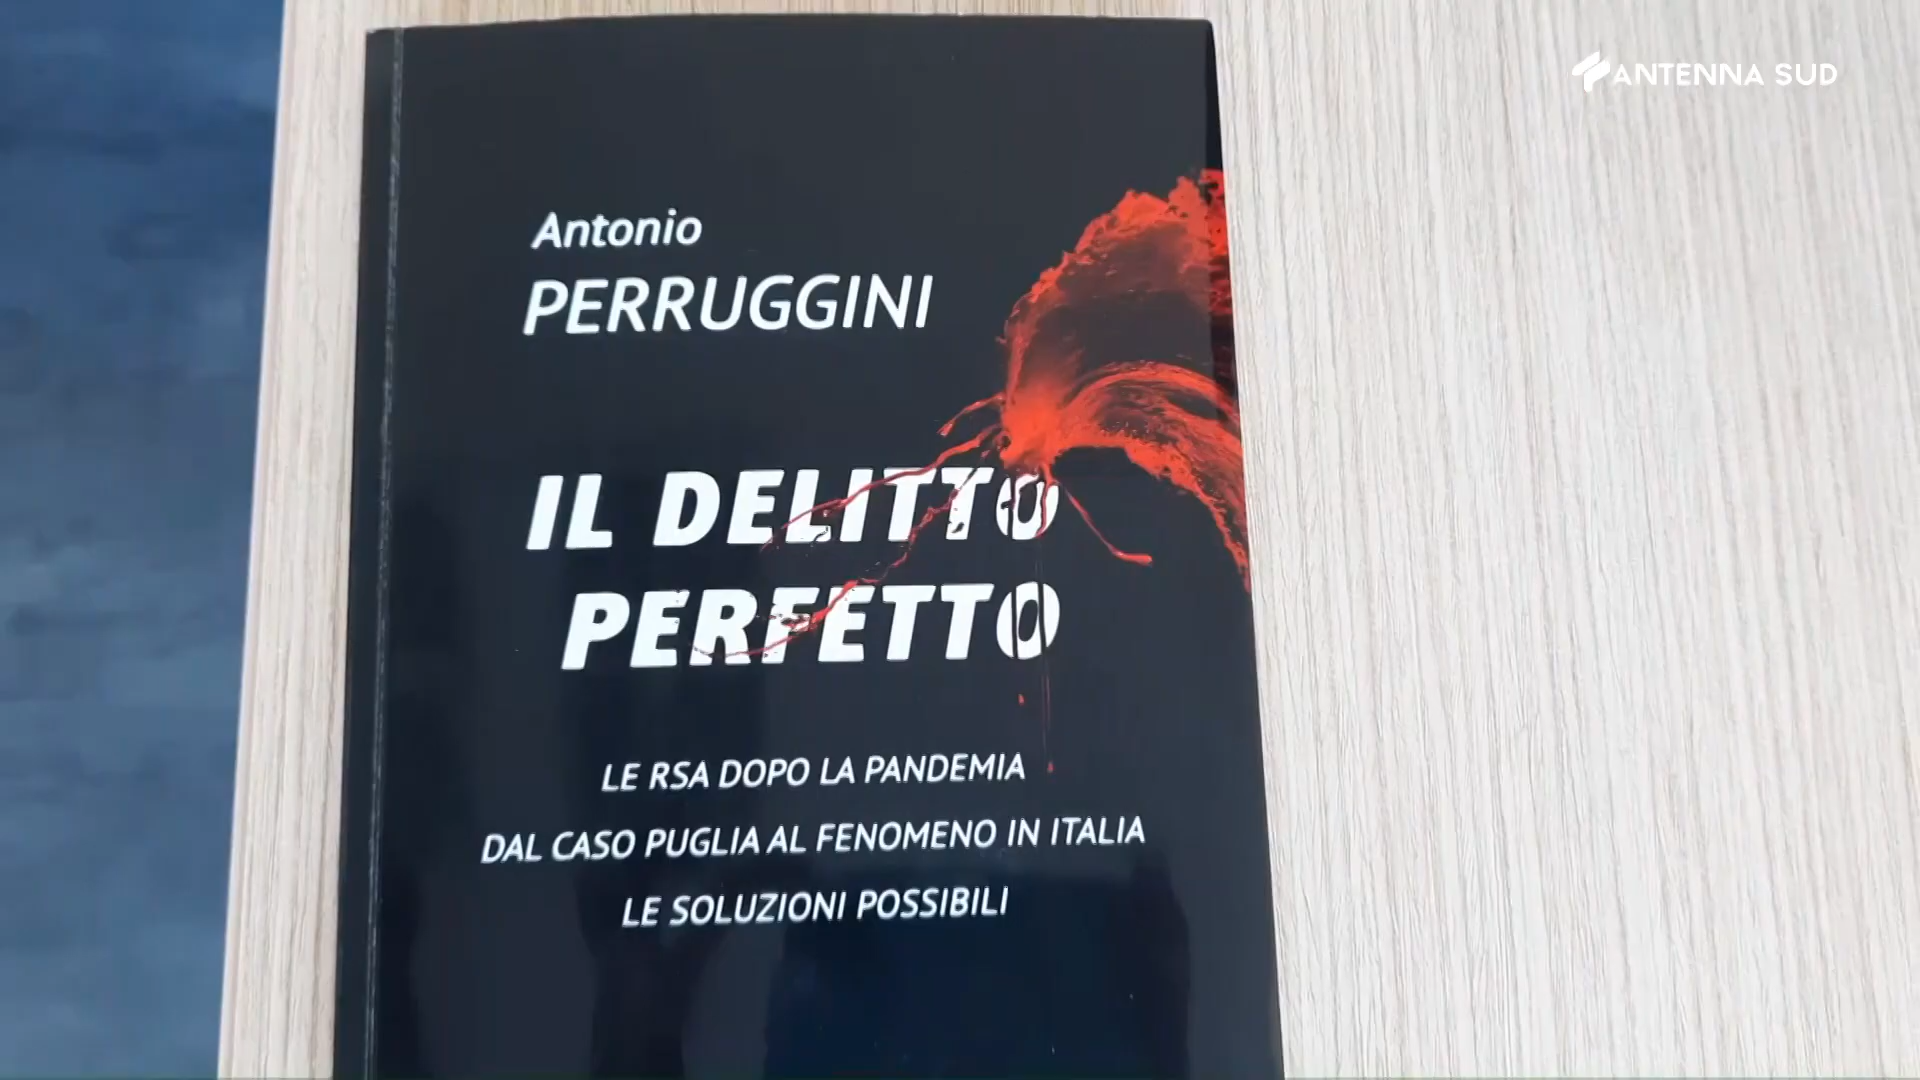 ANTENNA SUD
Antonio
PERRUGGINI
IL DELITTO
PERFETTO
LE RSA DOPO LA PANDEMIA
DAL CASO PUGLIA AL FENOMENO IN ITALIA
LE SOLUZIONI POSSIBILI